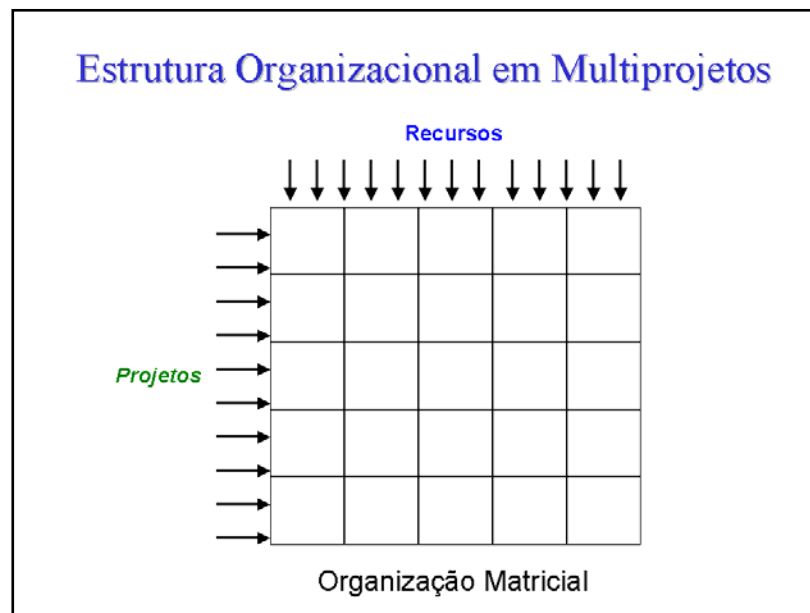 Estrutura Organizacional em Multiprojetos
Recursos
Projetos
Organização Matricial